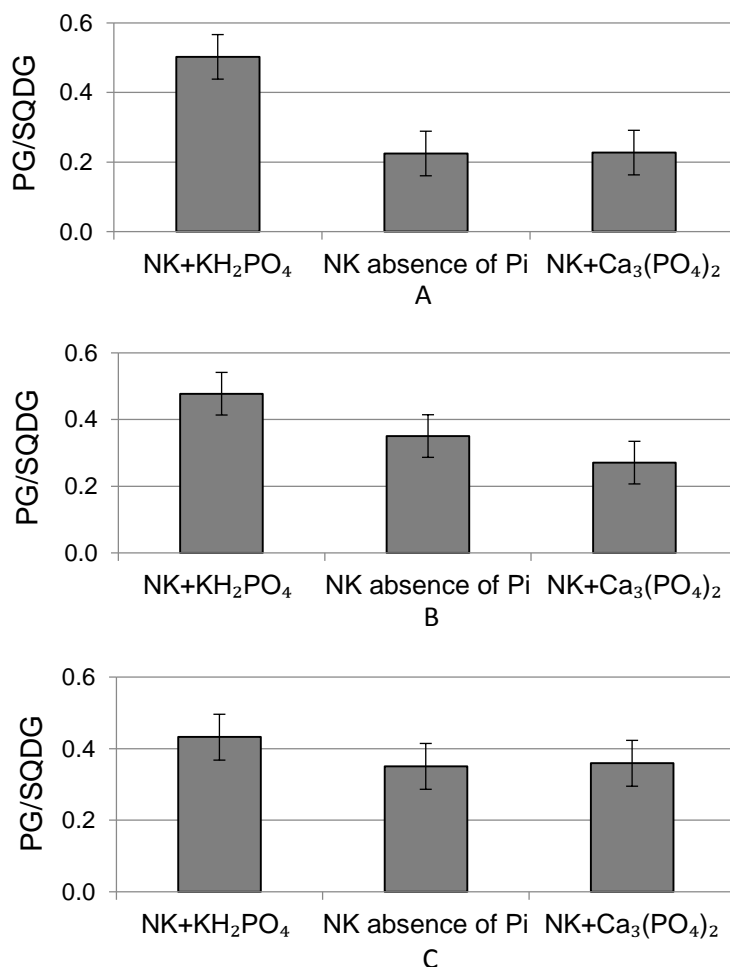 0.6
0.4
0.2
0.0
PG/SQDG
NK+KH₂PO₄ NK absence of Pi NK+Ca₃(PO₄)₂
A
0.6
0.4
0.2
0.0
PG/SQDG
NK+KH₂PO₄ NK absence of Pi NK+Ca₃(PO₄)₂
B
0.6
0.4
0.2
0.0
PG/SQDG
NK+KH₂PO₄ NK absence of Pi NK+Ca₃(PO₄)₂
C